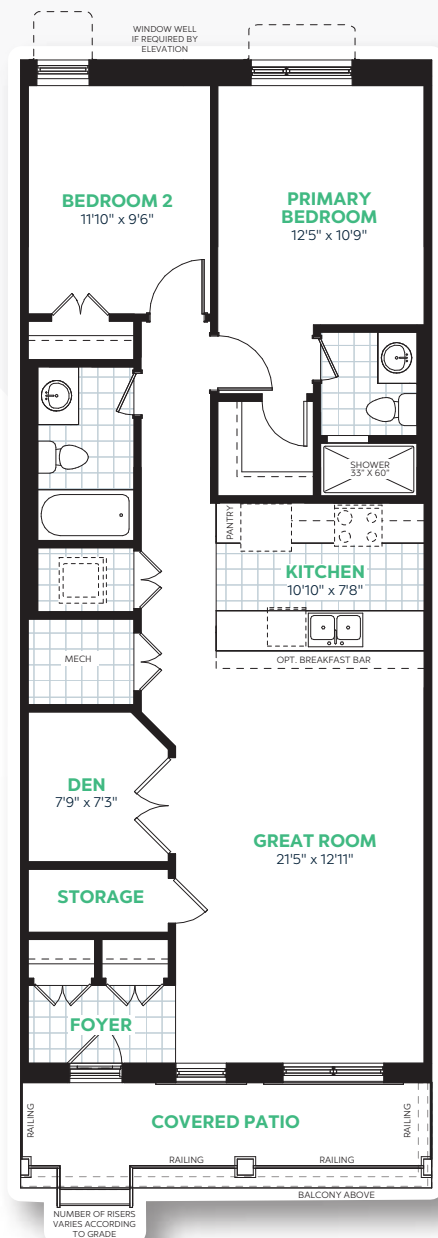 WINDOW WELL
IF REQUIRED BY
ELEVATION
BEDROOM 2
11'10" x 9'6"
PRIMARY
BEDROOM
12'5" x 10'9"
SHOWER
33" X 60"
PANTRY
KITCHEN
10'10" x 7'8"
OPT. BREAKFAST BAR
MECH
DEN
7'9" x 7'3"
GREAT ROOM
21'5" x 12'11"
STORAGE
FOYER
COVERED PATIO
RAILING
RAILING
RAILING
RAILING
BALCONY ABOVE
NUMBER OF RISERS
VARIES ACCORDING
TO GRADE